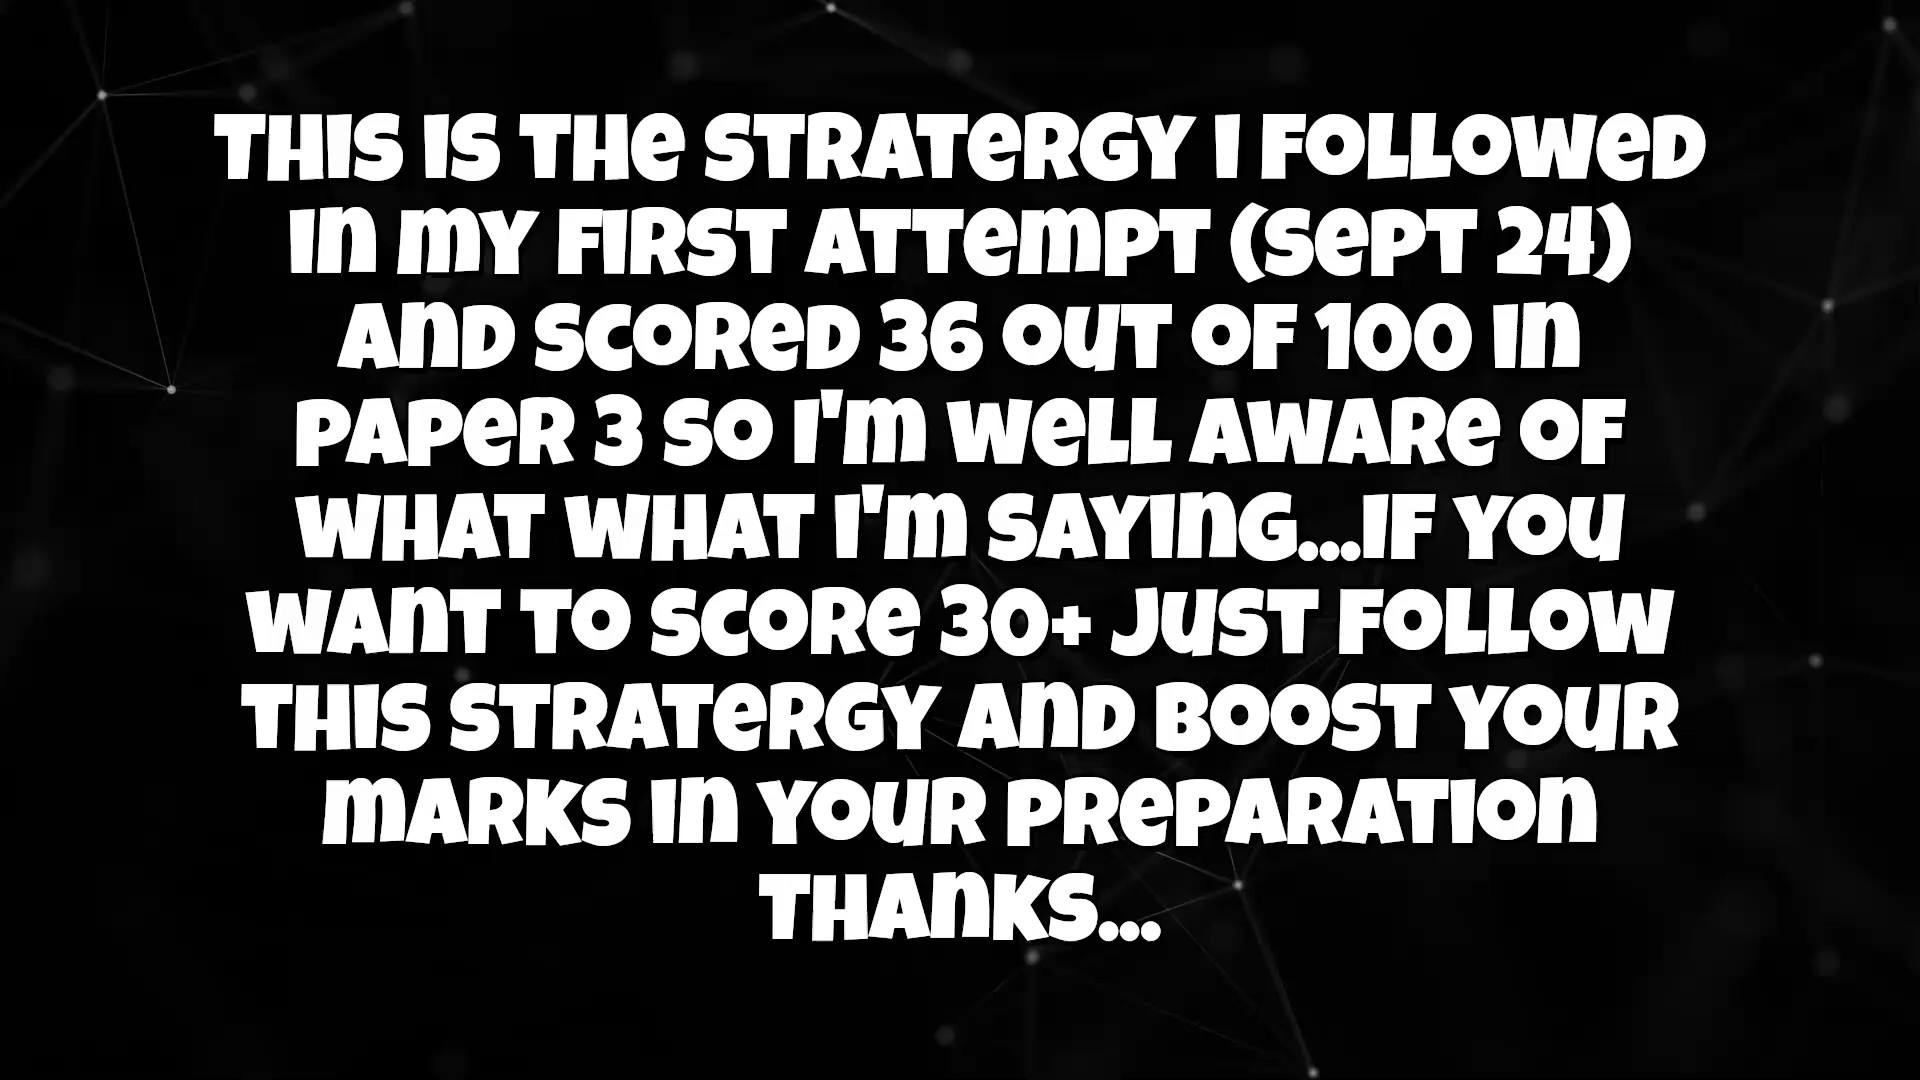 THIS IS THE STRATERGY I FOLLOWED
IN MY FIRST ATTEMPT (SEPT 24)
AND SCORED 36 OUT OF 100 IN
PAPER 3 SO I'M WELL AWARE OF
WHAT WHAT I'M SAYING...IF YOU
WANT TO SCORE 30+ JUST FOLLOW
THIS STRATERGY AND BOOST YOUR
MARKS IN YOUR PREPARATION
THANKS...